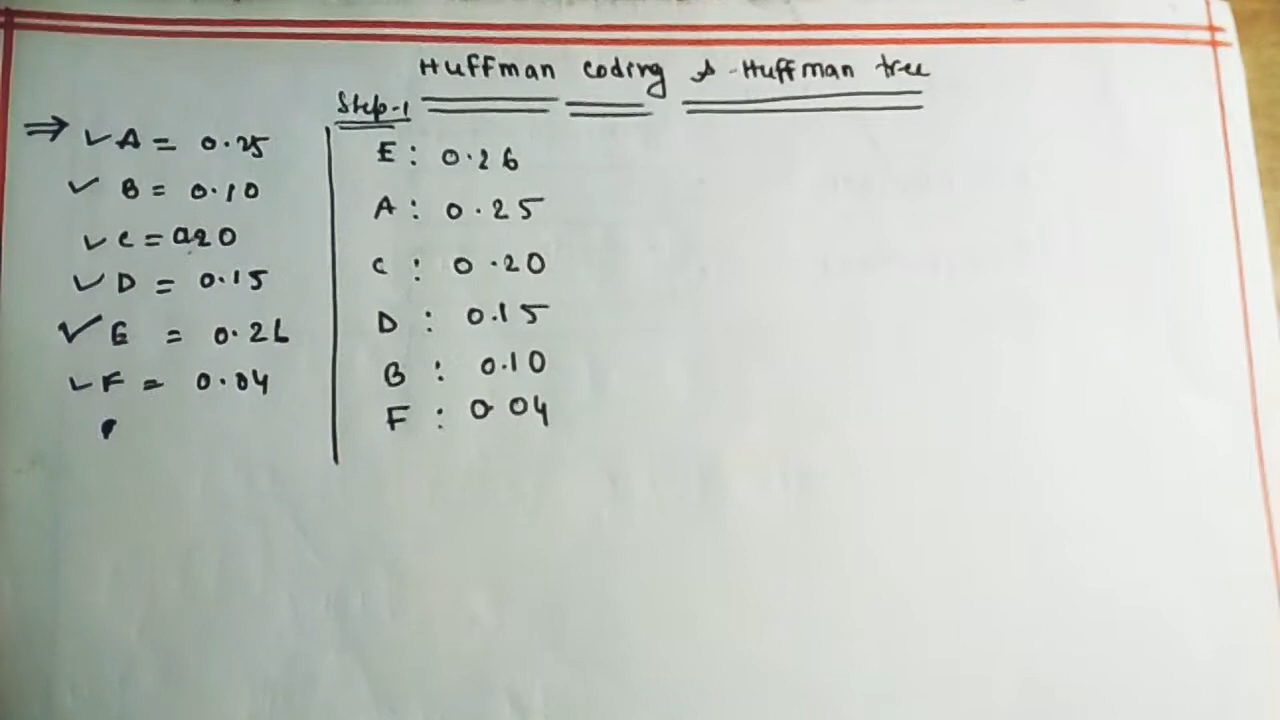 Huffman coding & Huffman tree
⇒ ✓ A = 0.25
✓ B = 0.10
✓ C = 0.20
✓ D = 0.15
✓ E = 0.26
✓ F = 0.04
Step-1
E : 0.26
A : 0.25
C : 0.20
D : 0.15
B : 0.10
F : 0.04